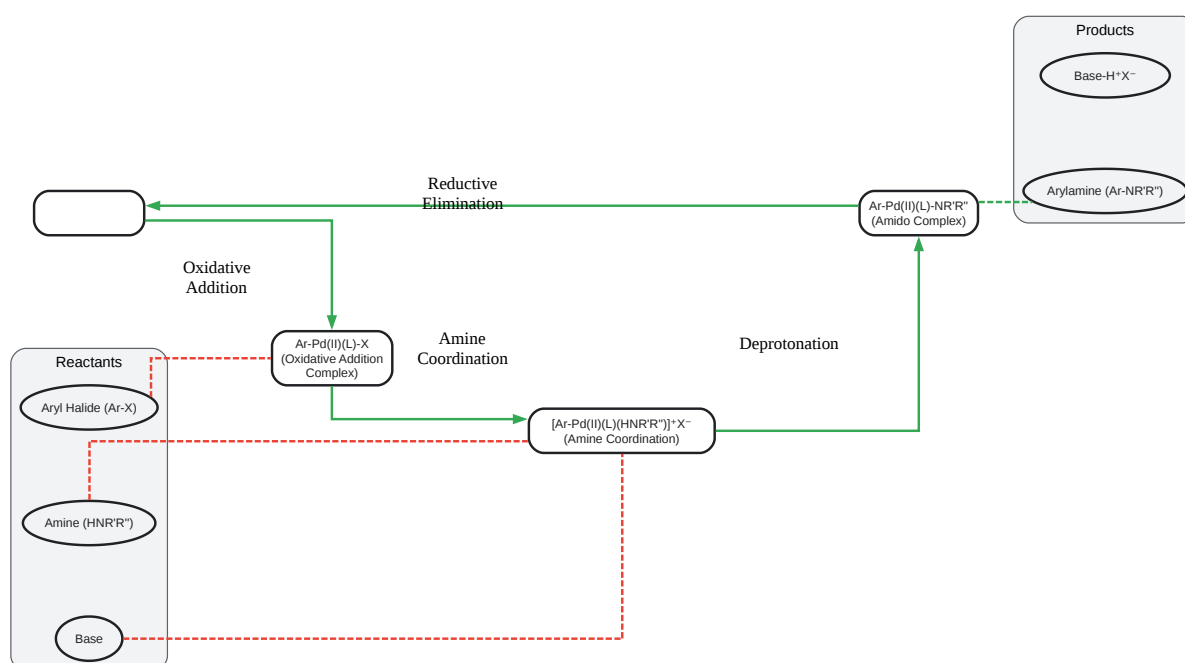 Products
Base-H⁺X⁻
Reductive
Elimination
Arylamine (Ar-NR'R")
Ar-Pd(II)(L)-NR'R"
(Amido Complex)
Oxidative
Addition
Ar-Pd(II)(L)-X
(Oxidative Addition
Complex)
Amine
Coordination
Deprotonation
Reactants
Aryl Halide (Ar-X)
[Ar-Pd(II)(L)(HNR'R")]⁺X⁻
(Amine Coordination)
Amine (HNR'R")
Base